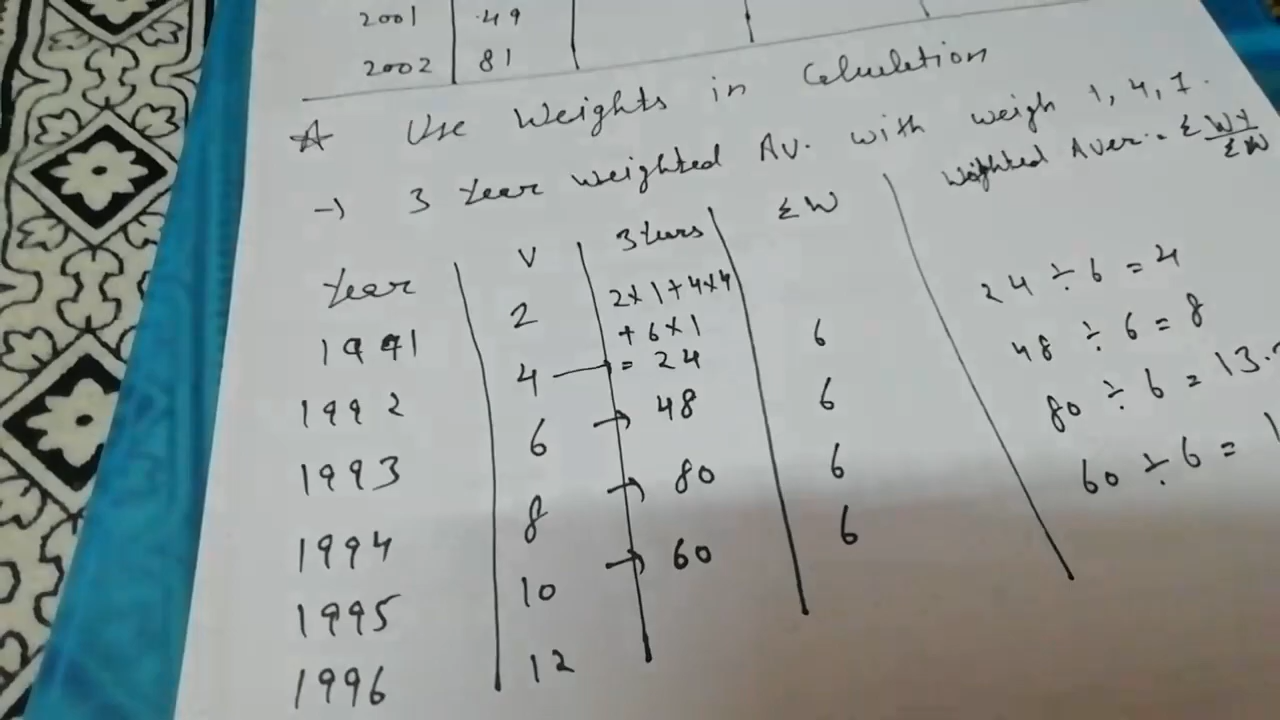 2001 .49
2002 81
☆ Use Weights in Calculation
→ 3 Year weighted Av. with weigh 1, 4, 1.
Weighted Aver. = ΣWY/ΣW
Year V 3 Years ΣW
1991 2 2×1+4×4
+6×1
1992 4 = 24 6 24 ÷ 6 = 4
1993 6 → 48 6 48 ÷ 6 = 8
1994 8 → 80 6 80 ÷ 6 = 13.
1995 10 → 60 6 60 ÷ 6 = 1
1996 12